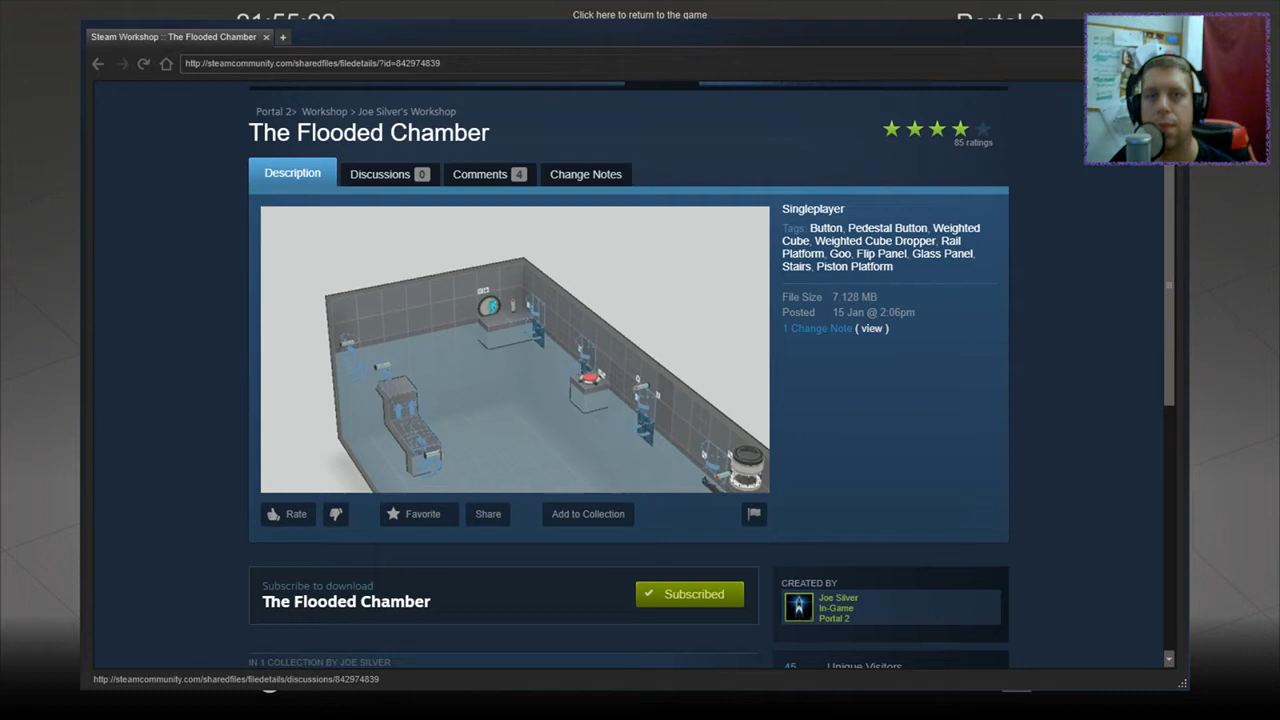 Click here to return to the game
Steam Workshop :: The Flooded Chamber
http://steamcommunity.com/sharedfiles/filedetails/?id=842974839
Portal 2> Workshop > Joe Silver's Workshop
The Flooded Chamber
85 ratings
Description
Discussions 0
Comments 4
Change Notes
Singleplayer
Tags: Button, Pedestal Button, Weighted
Cube, Weighted Cube Dropper, Rail
Platform, Goo, Flip Panel, Glass Panel,
Stairs, Piston Platform
File Size 7.128 MB
Posted 15 Jan @ 2:06pm
1 Change Note ( view )
Rate
Favorite
Share
Add to Collection
Subscribe to download
The Flooded Chamber
Subscribed
CREATED BY
Joe Silver
In-Game
Portal 2
IN 1 COLLECTION BY JOE SILVER
45 Unique Visitors
http://steamcommunity.com/sharedfiles/filedetails/discussions/842974839